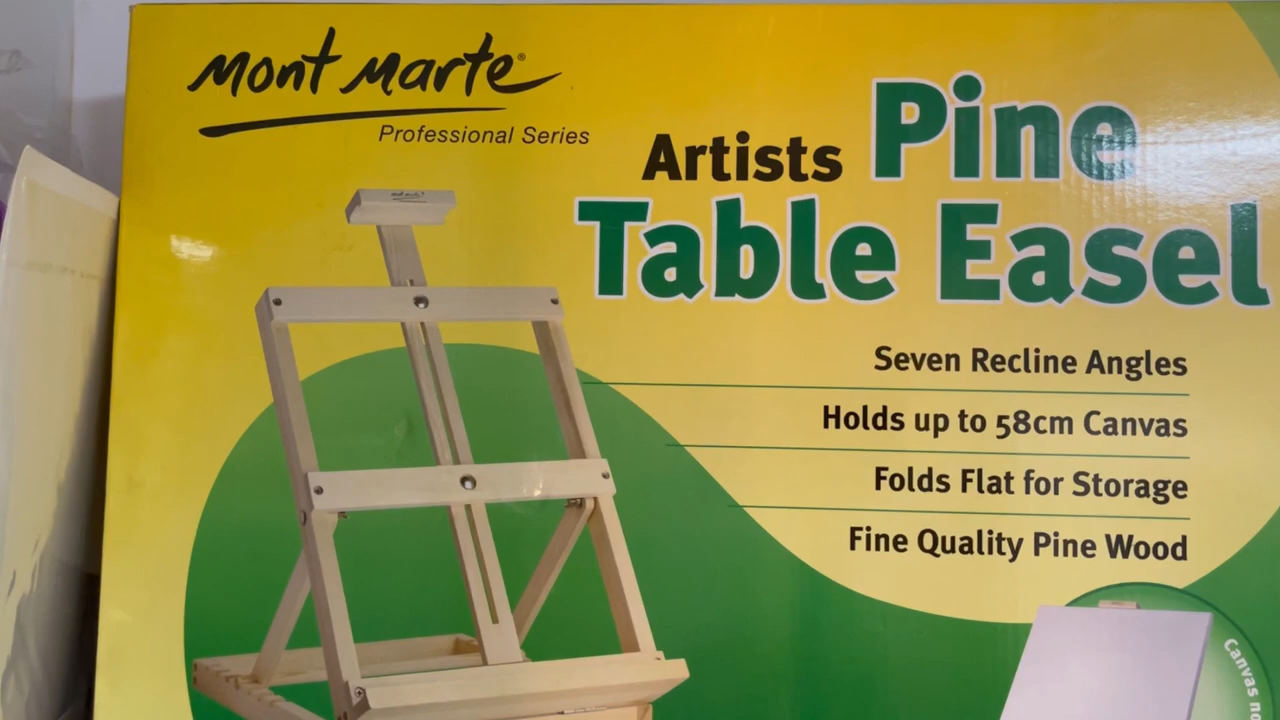 Mont Marte®
Professional Series
Artists Pine
Table Easel
Seven Recline Angles
Holds up to 58cm Canvas
Folds Flat for Storage
Fine Quality Pine Wood
Canvas